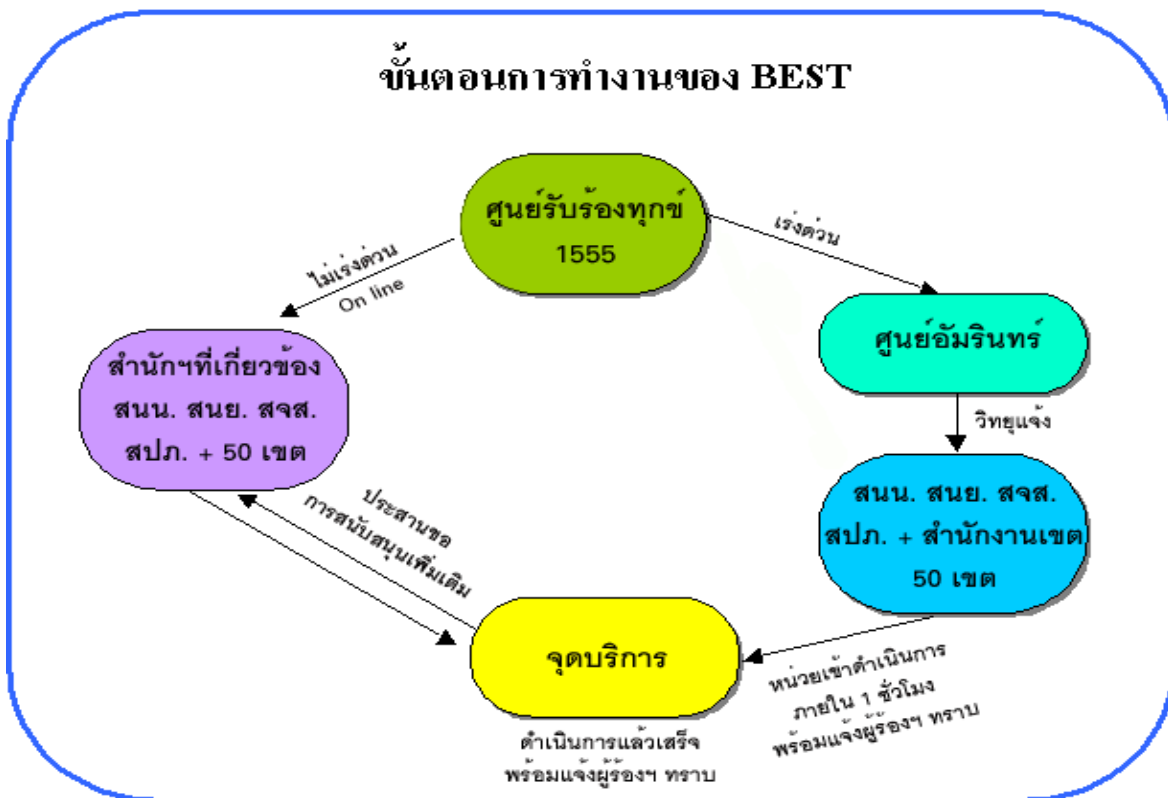 ขั้นตอนการทำงานของ BEST
ศูนย์รับร้องทุกข์
1555
ไม่เร่งด่วน
On line
เร่งด่วน
ศูนย์อัมรินทร์
สำนักฯที่เกี่ยวข้อง
สนน. สนย. สจส.
สปภ. + 50 เขต
วิทยุแจ้ง
สนน. สนย. สจส.
สปภ. + สำนักงานเขต
50 เขต
ประสานขอ
การสนับสนุนเพิ่มเติม
จุดบริการ
หน่วยเข้าดำเนินการ
ภายใน 1 ชั่วโมง
พร้อมแจ้งผู้ร้องฯ ทราบ
ดำเนินการแล้วเสร็จ
พร้อมแจ้งผู้ร้องฯ ทราบ